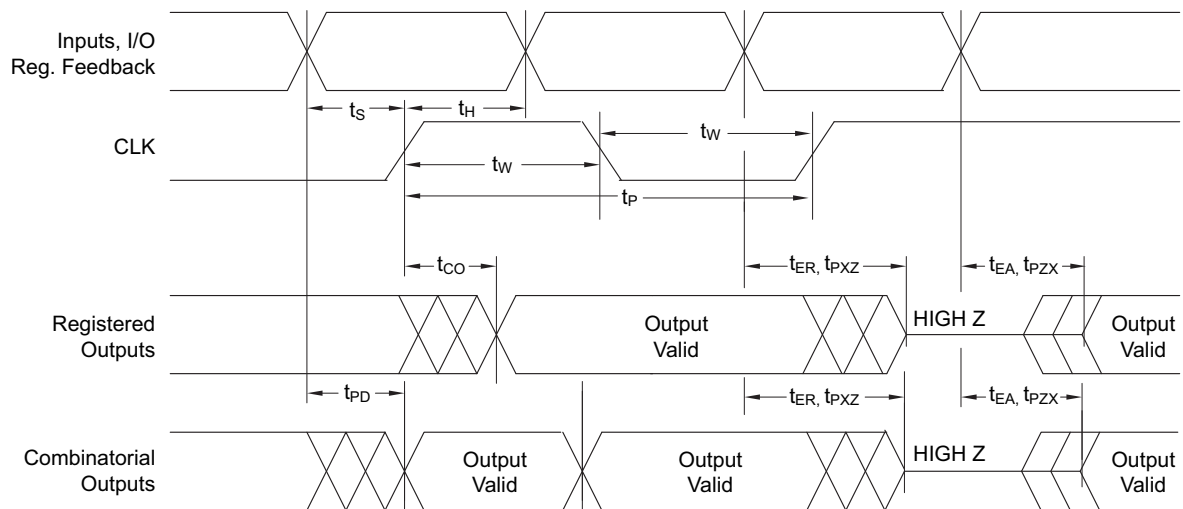 Inputs, I/O
Reg. Feedback
tS
tH
CLK
tW
tW
tP
tCO
tER, tPXZ
tEA, tPZX
Registered
Outputs
Output
Valid
HIGH Z
Output
Valid
tPD
tER, tPXZ
tEA, tPZX
Combinatorial
Outputs
Output
Valid
Output
Valid
HIGH Z
Output
Valid